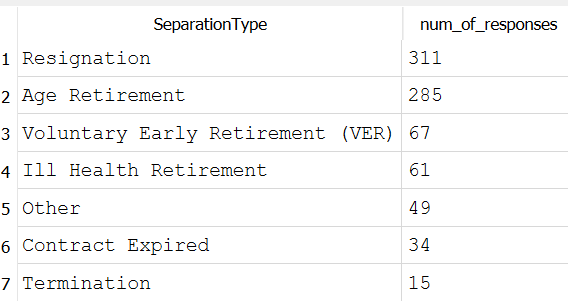 SeparationType num_of_responses
1 Resignation 311
2 Age Retirement 285
3 Voluntary Early Retirement (VER) 67
4 Ill Health Retirement 61
5 Other 49
6 Contract Expired 34
7 Termination 15